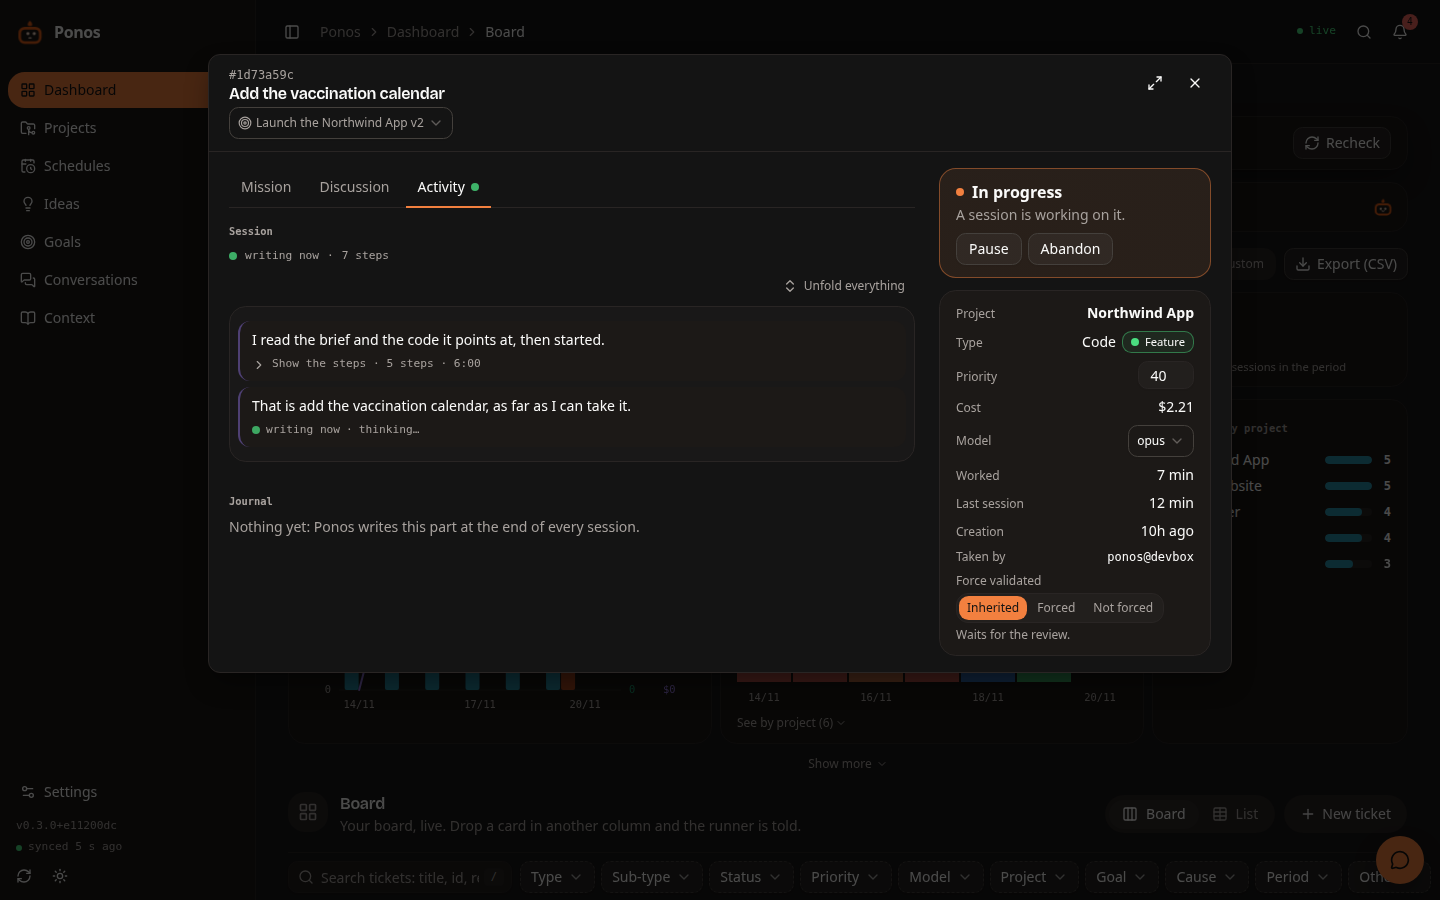 Ponos
Ponos > Dashboard > Board
live
4
Dashboard
Projects
Schedules
Ideas
Goals
Conversations
Context
Settings
v0.3.0+e11200dc
synced 5 s ago
#1d73a59c
Add the vaccination calendar
Launch the Northwind App v2
Mission
Discussion
Activity
Session
writing now · 7 steps
Unfold everything
I read the brief and the code it points at, then started.
Show the steps · 5 steps · 6:00
That is add the vaccination calendar, as far as I can take it.
writing now · thinking…
Journal
Nothing yet: Ponos writes this part at the end of every session.
In progress
A session is working on it.
Pause
Abandon
Project Northwind App
Type Code Feature
Priority 40
Cost $2.21
Model opus
Worked 7 min
Last session 12 min
Creation 10h ago
Taken by ponos@devbox
Force validated
Inherited Forced Not forced
Waits for the review.
Recheck
Export (CSV)
sessions in the period
y project
d App 5
5
4
4
3
0 0 $0
14/11 17/11 20/11
14/11 16/11 18/11 20/11
See by project (6)
Show more
Board
Your board, live. Drop a card in another column and the runner is told.
Board
List
New ticket
Search tickets: title, id, r /
Type
Sub-type
Status
Priority
Model
Project
Goal
Cause
Period